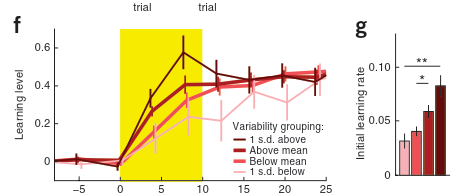 trial trial
f
g
Learning level
0.6
0.4
0.2
0
−5 0 5 10 15 20 25
Variability grouping:
1 s.d. above
Above mean
Below mean
1 s.d. below
Initial learning rate
0.10
0.05
0
**
*